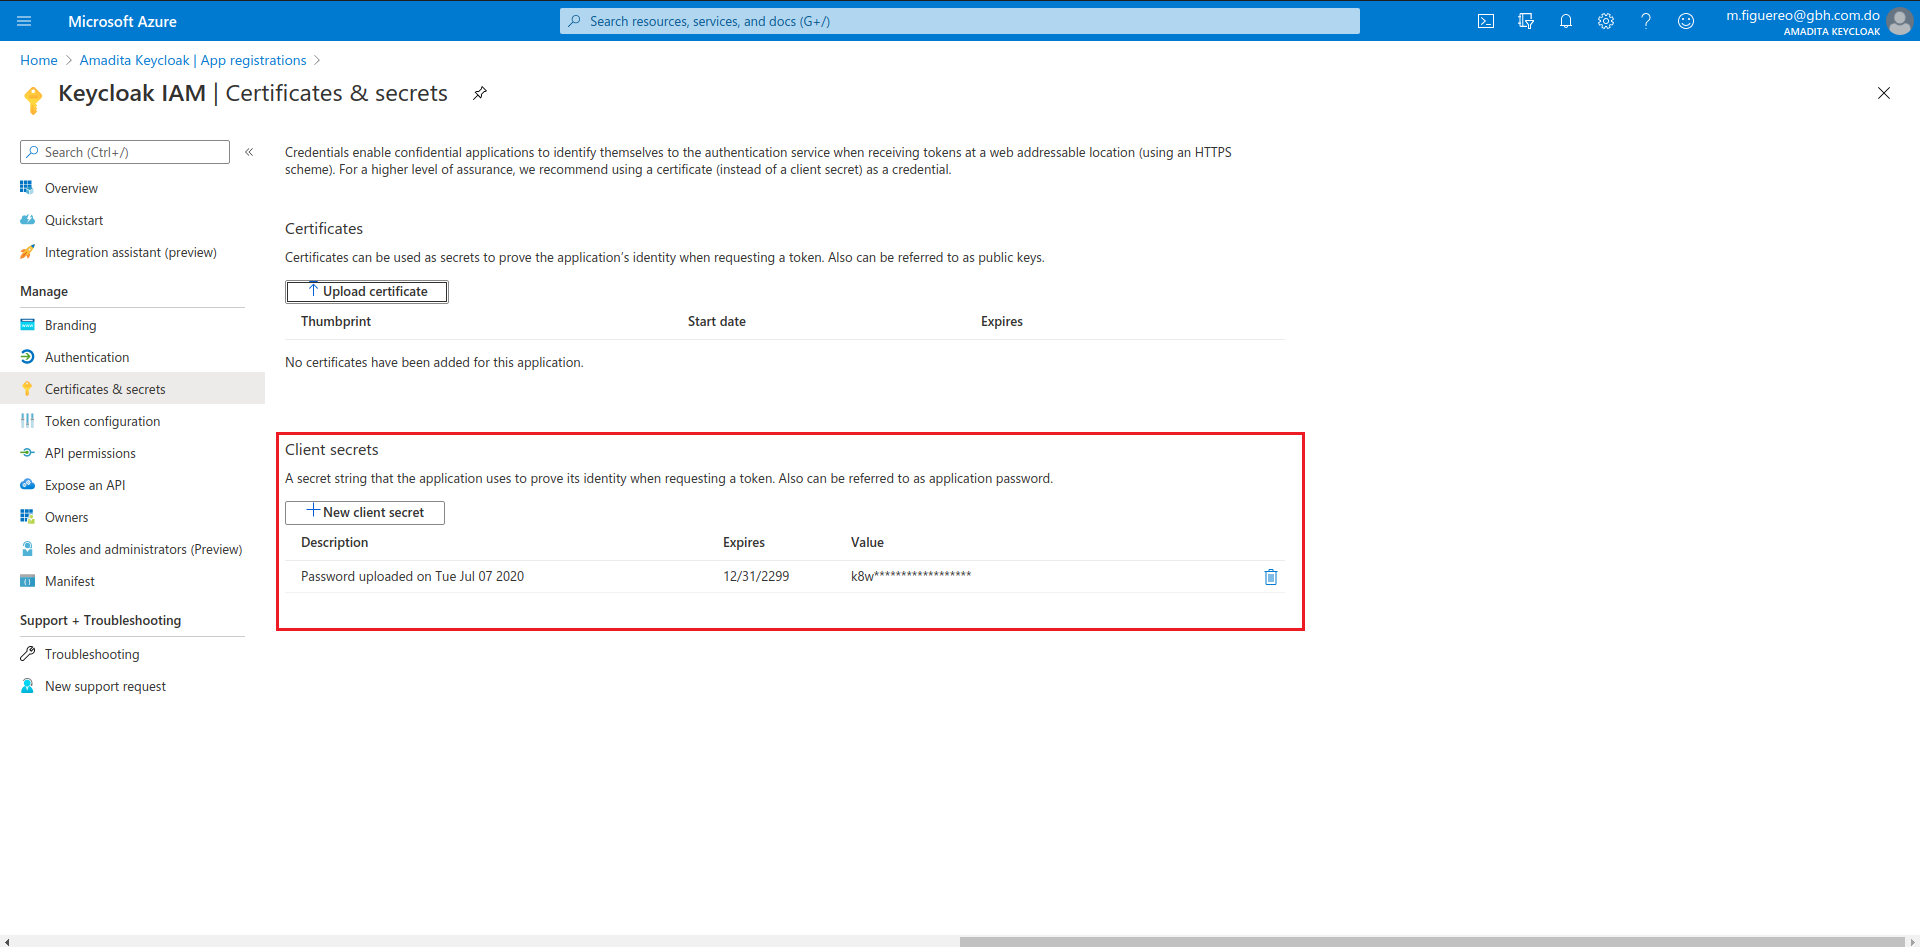 Microsoft Azure
Search resources, services, and docs (G+/)
m.figuereo@gbh.com.do
AMADITA KEYCLOAK
Home > Amadita Keycloak | App registrations >
Keycloak IAM | Certificates & secrets
Search (Ctrl+/)
«
Overview
Quickstart
Integration assistant (preview)
Manage
Branding
Authentication
Certificates & secrets
Token configuration
API permissions
Expose an API
Owners
Roles and administrators (Preview)
Manifest
Support + Troubleshooting
Troubleshooting
New support request
Credentials enable confidential applications to identify themselves to the authentication service when receiving tokens at a web addressable location (using an HTTPS
scheme). For a higher level of assurance, we recommend using a certificate (instead of a client secret) as a credential.
Certificates
Certificates can be used as secrets to prove the application's identity when requesting a token. Also can be referred to as public keys.
Upload certificate
Thumbprint Start date Expires
No certificates have been added for this application.
Client secrets
A secret string that the application uses to prove its identity when requesting a token. Also can be referred to as application password.
New client secret
Description Expires Value
Password uploaded on Tue Jul 07 2020 12/31/2299 k8w******************